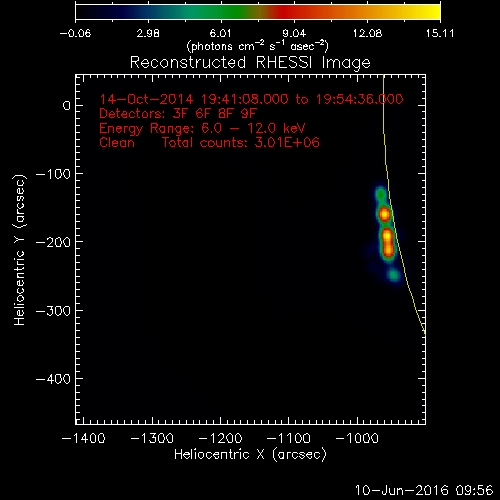 -0.06 2.98 6.01 9.04 12.08 15.11
(photons cm⁻² s⁻¹ asec⁻²)
Reconstructed RHESSI Image
14-Oct-2014 19:41:08.000 to 19:54:36.000
Detectors: 3F 6F 8F 9F
Energy Range: 6.0 - 12.0 keV
Clean Total counts: 3.01E+06
0
-100
-200
-300
-400
Heliocentric Y (arcsec)
-1400 -1300 -1200 -1100 -1000
Heliocentric X (arcsec)
10-Jun-2016 09:56